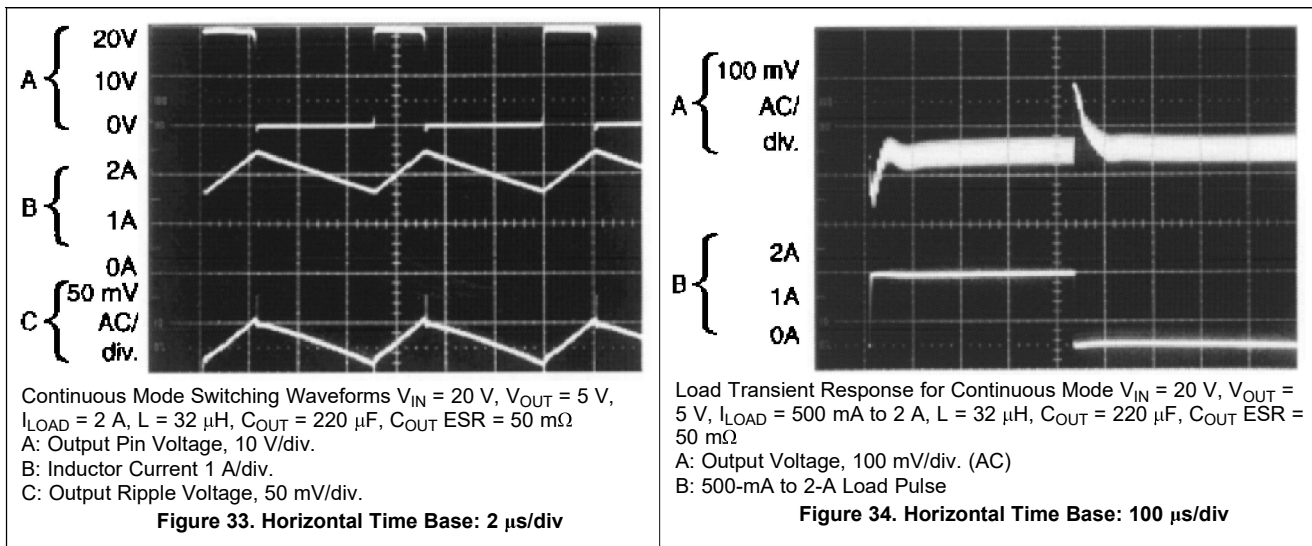 20V
A {
10V
0V
2A
B {
1A
0A
50 mV
C {
AC/
div.
Continuous Mode Switching Waveforms V_IN = 20 V, V_OUT = 5 V,
I_LOAD = 2 A, L = 32 μH, C_OUT = 220 μF, C_OUT ESR = 50 mΩ
A: Output Pin Voltage, 10 V/div.
B: Inductor Current 1 A/div.
C: Output Ripple Voltage, 50 mV/div.
Figure 33. Horizontal Time Base: 2 μs/div
100 mV
A {
AC/
div.
2A
B {
1A
0A
Load Transient Response for Continuous Mode V_IN = 20 V, V_OUT =
5 V, I_LOAD = 500 mA to 2 A, L = 32 μH, C_OUT = 220 μF, C_OUT ESR =
50 mΩ
A: Output Voltage, 100 mV/div. (AC)
B: 500-mA to 2-A Load Pulse
Figure 34. Horizontal Time Base: 100 μs/div